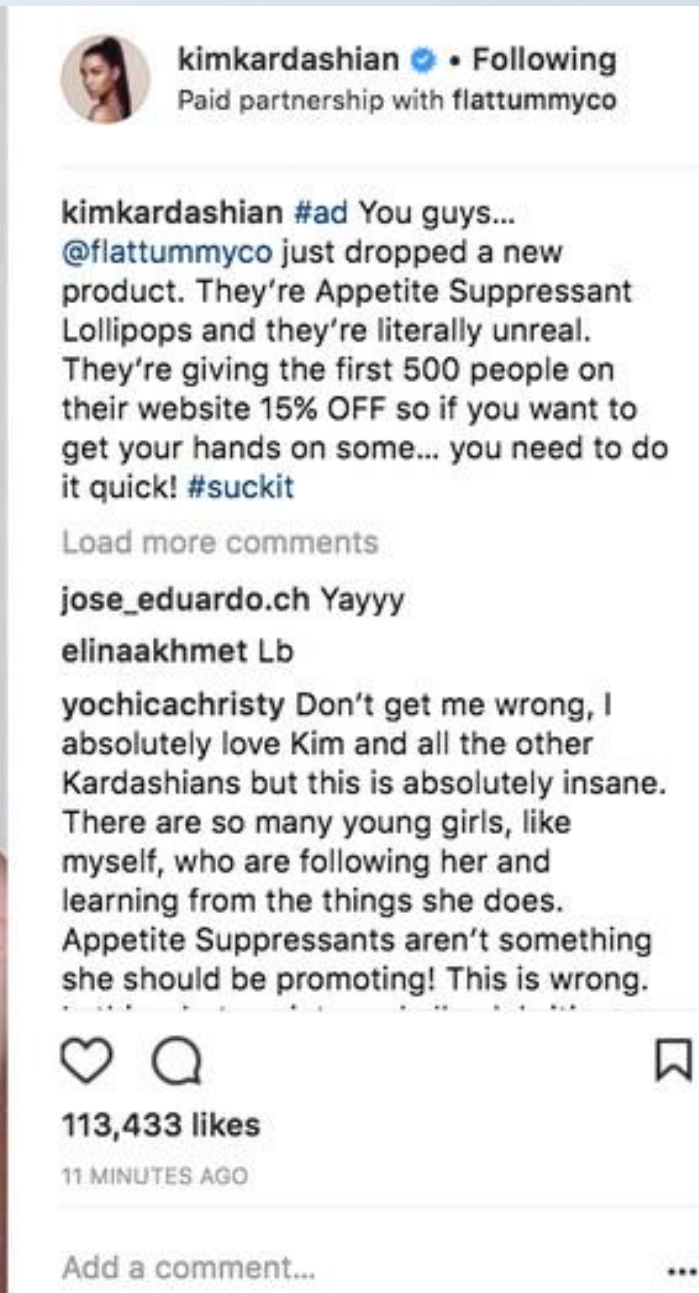 kimkardashian • Following
Paid partnership with flattummyco
kimkardashian #ad You guys...
@flattummyco just dropped a new
product. They're Appetite Suppressant
Lollipops and they're literally unreal.
They're giving the first 500 people on
their website 15% OFF so if you want to
get your hands on some... you need to do
it quick! #suckit
Load more comments
jose_eduardo.ch Yayyy
elinaakhmet Lb
yochicachristy Don't get me wrong, I
absolutely love Kim and all the other
Kardashians but this is absolutely insane.
There are so many young girls, like
myself, who are following her and
learning from the things she does.
Appetite Suppressants aren't something
she should be promoting! This is wrong.
113,433 likes
11 MINUTES AGO
Add a comment...